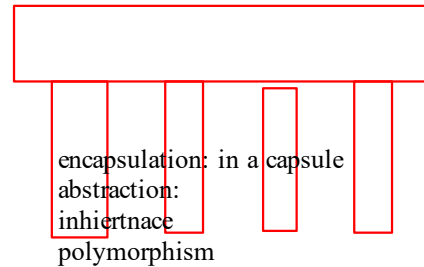 encapsulation: in a capsule
abstraction:
inhiertnace
polymorphism